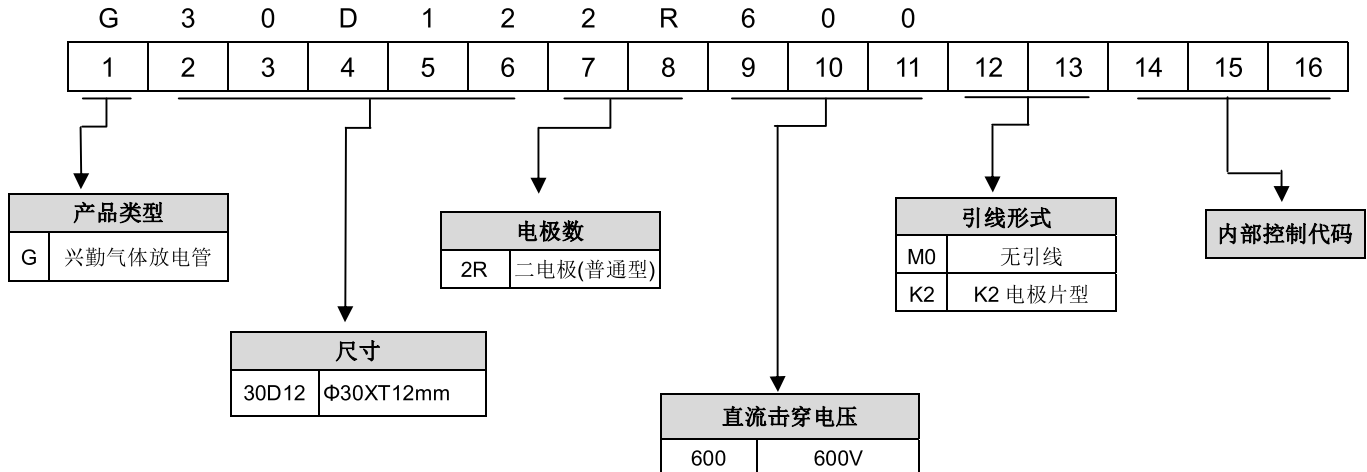 G 3 0 D 1 2 2 R 6 0 0
1 2 3 4 5 6 7 8 9 10 11 12 13 14 15 16
产品类型
G 兴勤气体放电管
尺寸
30D12 Φ30XT12mm
电极数
2R 二电极(普通型)
直流击穿电压
600 600V
引线形式
M0 无引线
K2 K2 电极片型
内部控制代码